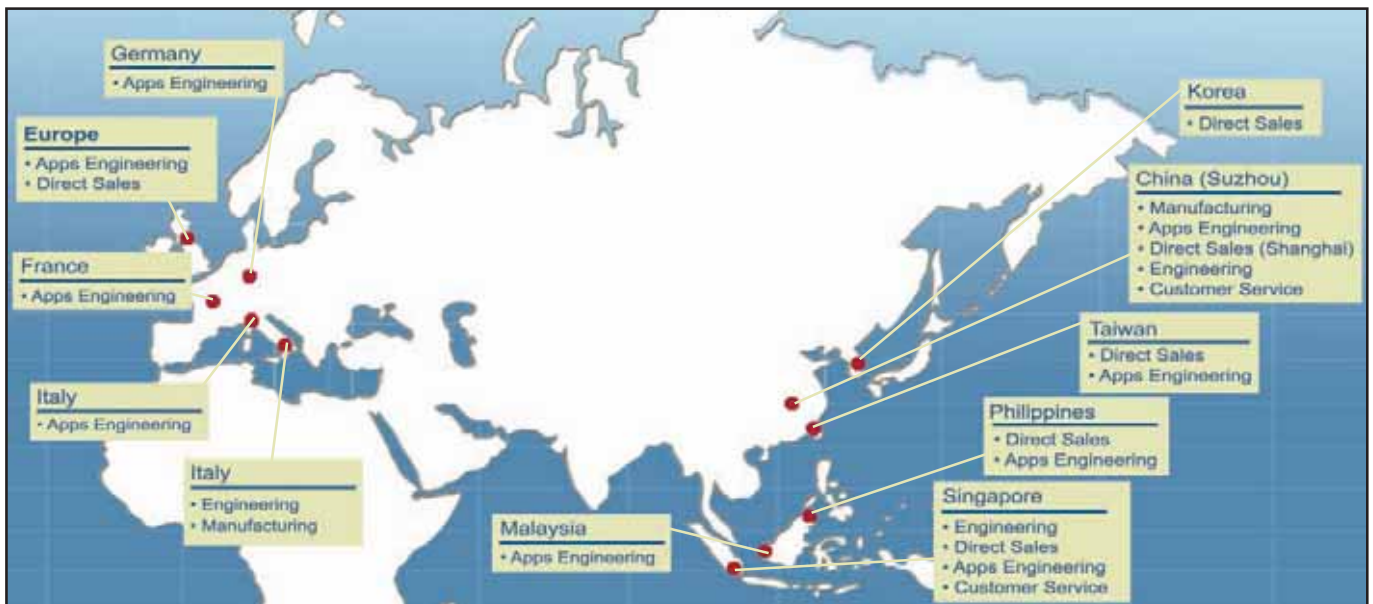 Germany
• Apps Engineering
Europe
• Apps Engineering
• Direct Sales
France
• Apps Engineering
Italy
• Apps Engineering
Italy
• Engineering
• Manufacturing
Korea
• Direct Sales
China (Suzhou)
• Manufacturing
• Apps Engineering
• Direct Sales (Shanghai)
• Engineering
• Customer Service
Taiwan
• Direct Sales
• Apps Engineering
Philippines
• Direct Sales
• Apps Engineering
Singapore
• Engineering
• Direct Sales
• Apps Engineering
• Customer Service
Malaysia
• Apps Engineering